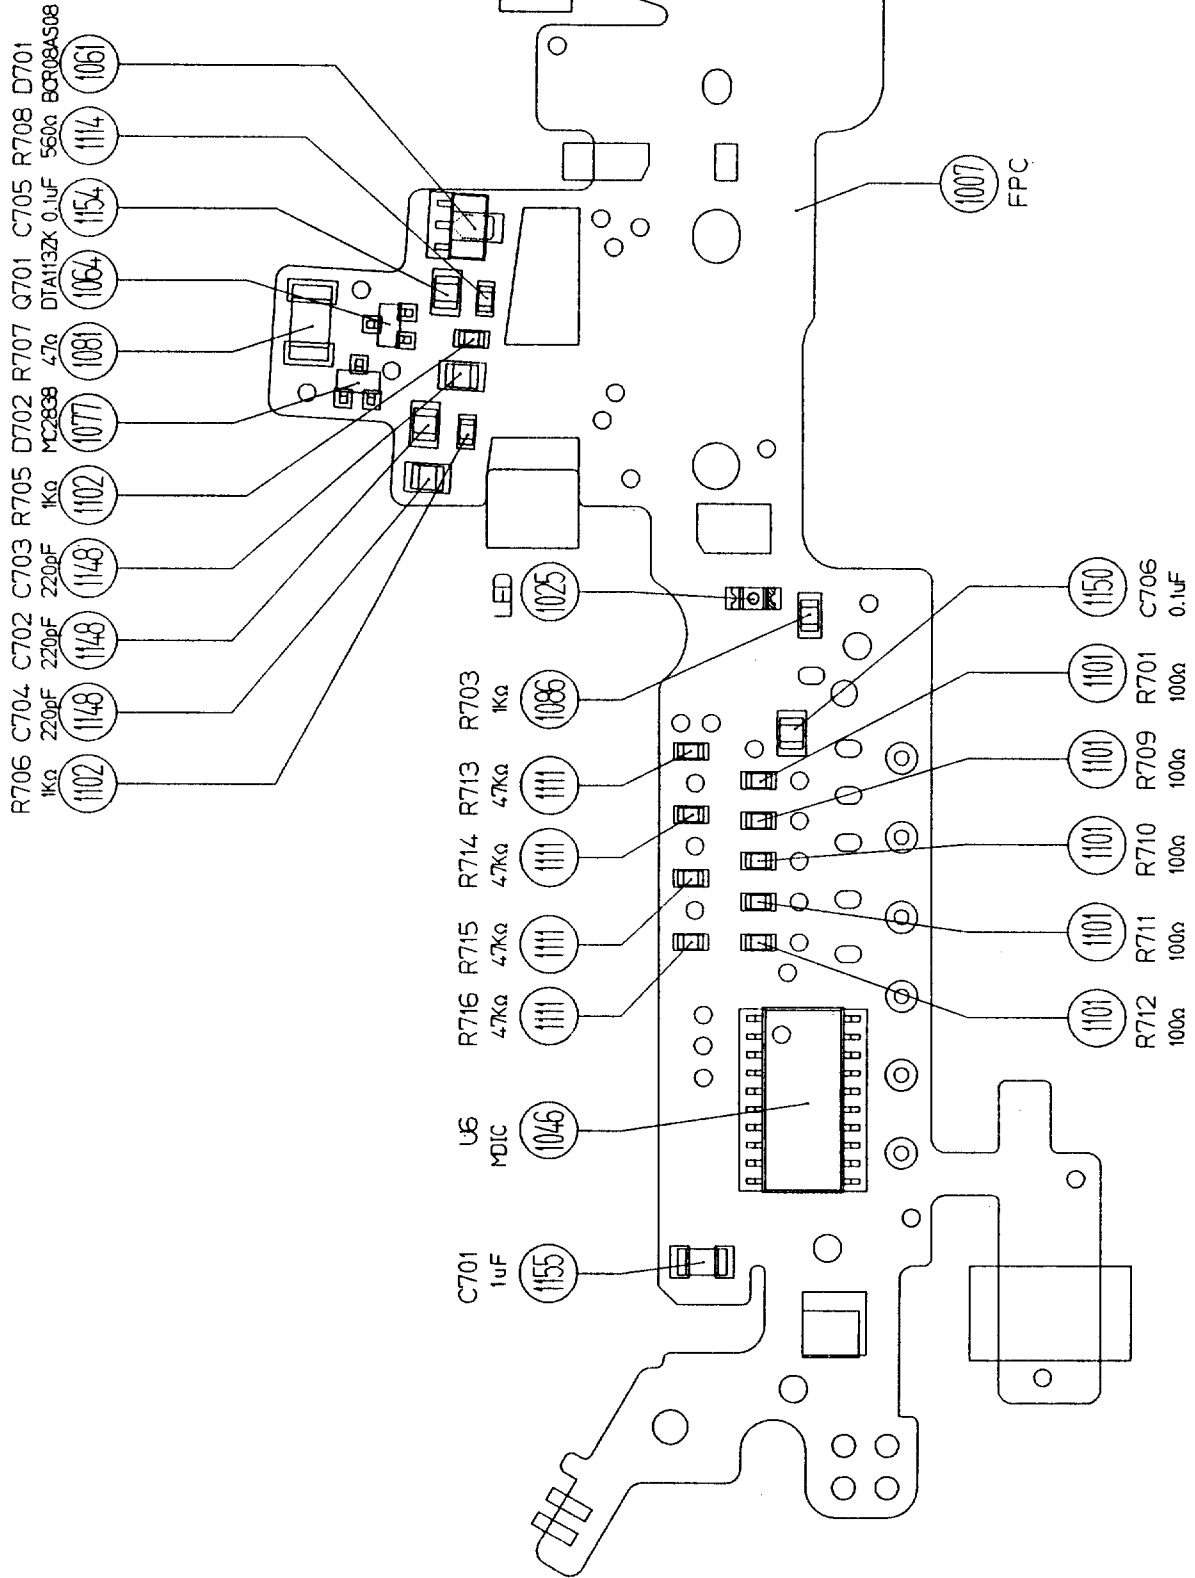 R706 C704 C702 C703 R705 D702 R707 Q701 C705 R708 D701
1KΩ 220pF 220pF 220pF 1KΩ MC2838 47Ω DTA113ZK 0.1uF 560Ω BCR08AS08
1102 1148 1148 1148 1102 1077 1081 1064 1154 1114 1061
C701 U6 R716 R715 R714 R713 R703 LED
1uF MDIC 47KΩ 47KΩ 47KΩ 47KΩ 1KΩ
1155 1046 1111 1111 1111 1111 1086 1025
1007
FPC
1101 1101 1101 1101 1101 1150
R712 R711 R710 R709 R701 C706
100Ω 100Ω 100Ω 100Ω 100Ω 0.1uF